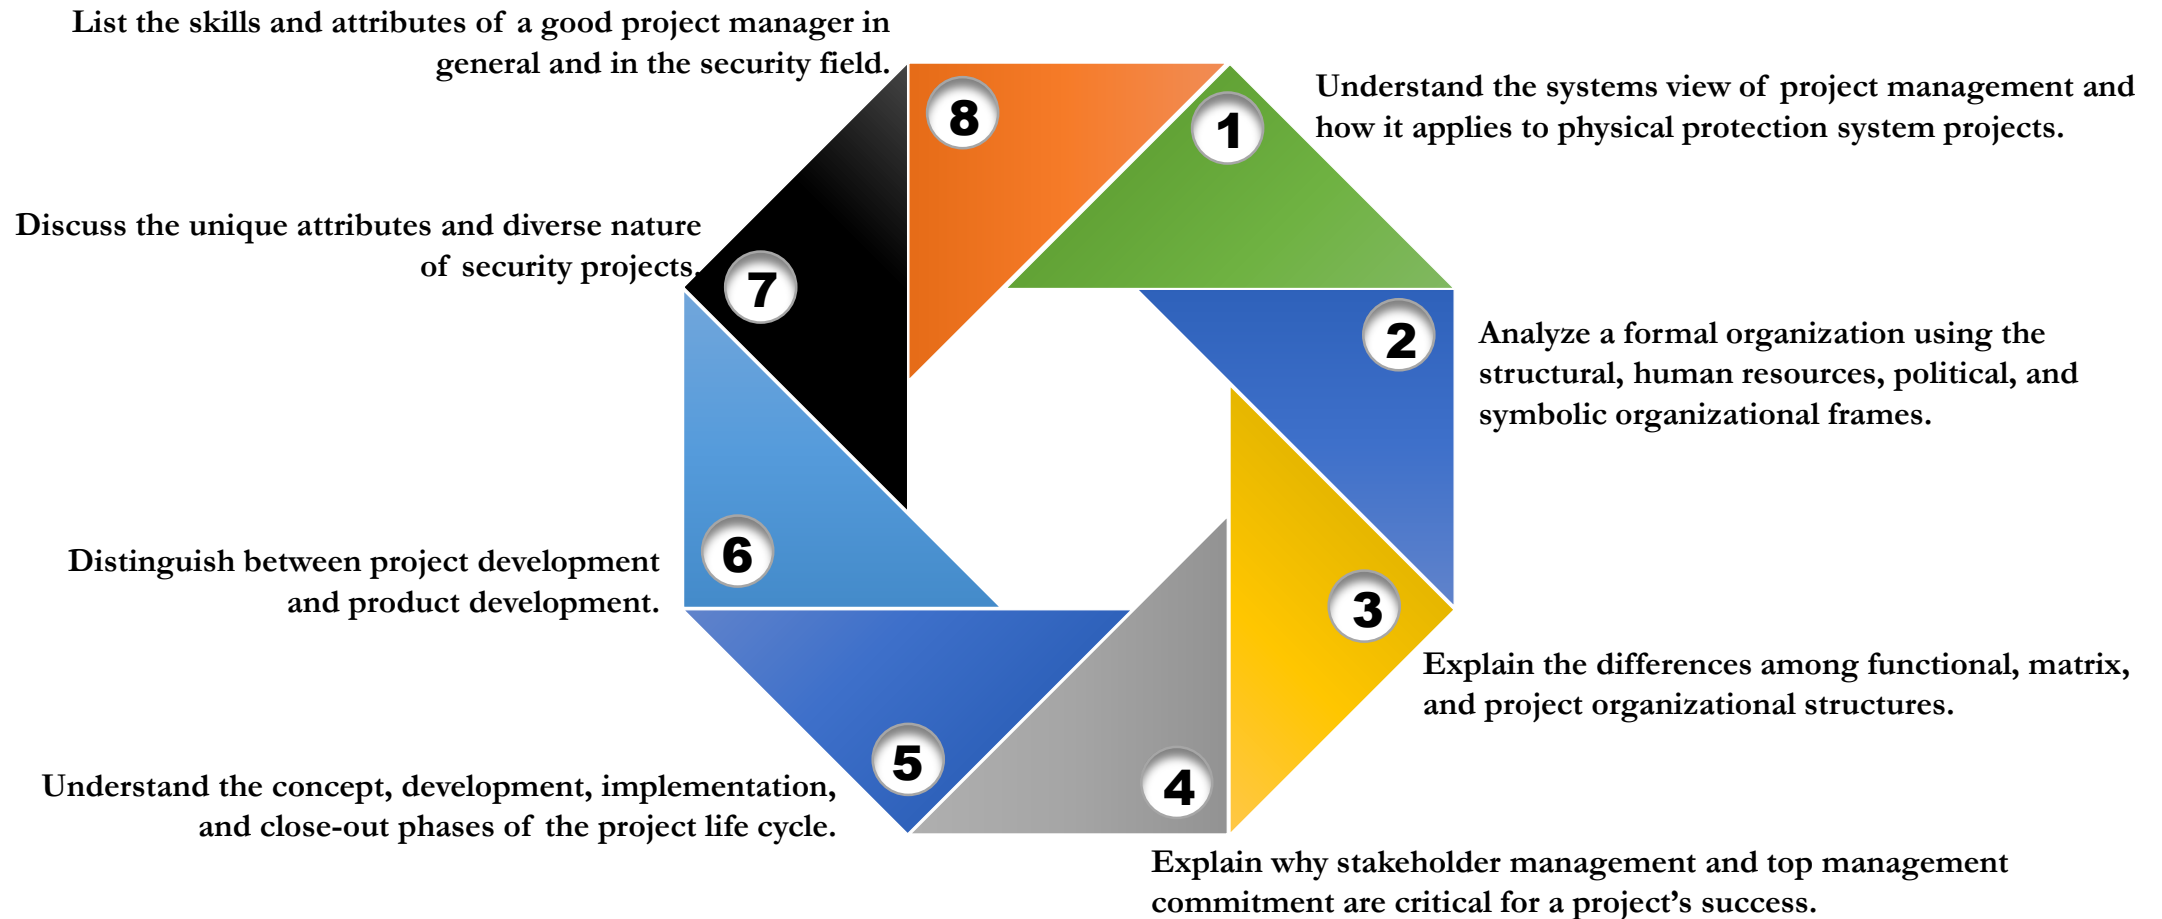 List the skills and attributes of a good project manager in
general and in the security field.
8
1
Understand the systems view of project management and
how it applies to physical protection system projects.
Discuss the unique attributes and diverse nature
of security projects.
7
2
Analyze a formal organization using the
structural, human resources, political, and
symbolic organizational frames.
Distinguish between project development
and product development.
6
3
Explain the differences among functional, matrix,
and project organizational structures.
Understand the concept, development, implementation,
and close-out phases of the project life cycle.
5
4
Explain why stakeholder management and top management
commitment are critical for a project’s success.